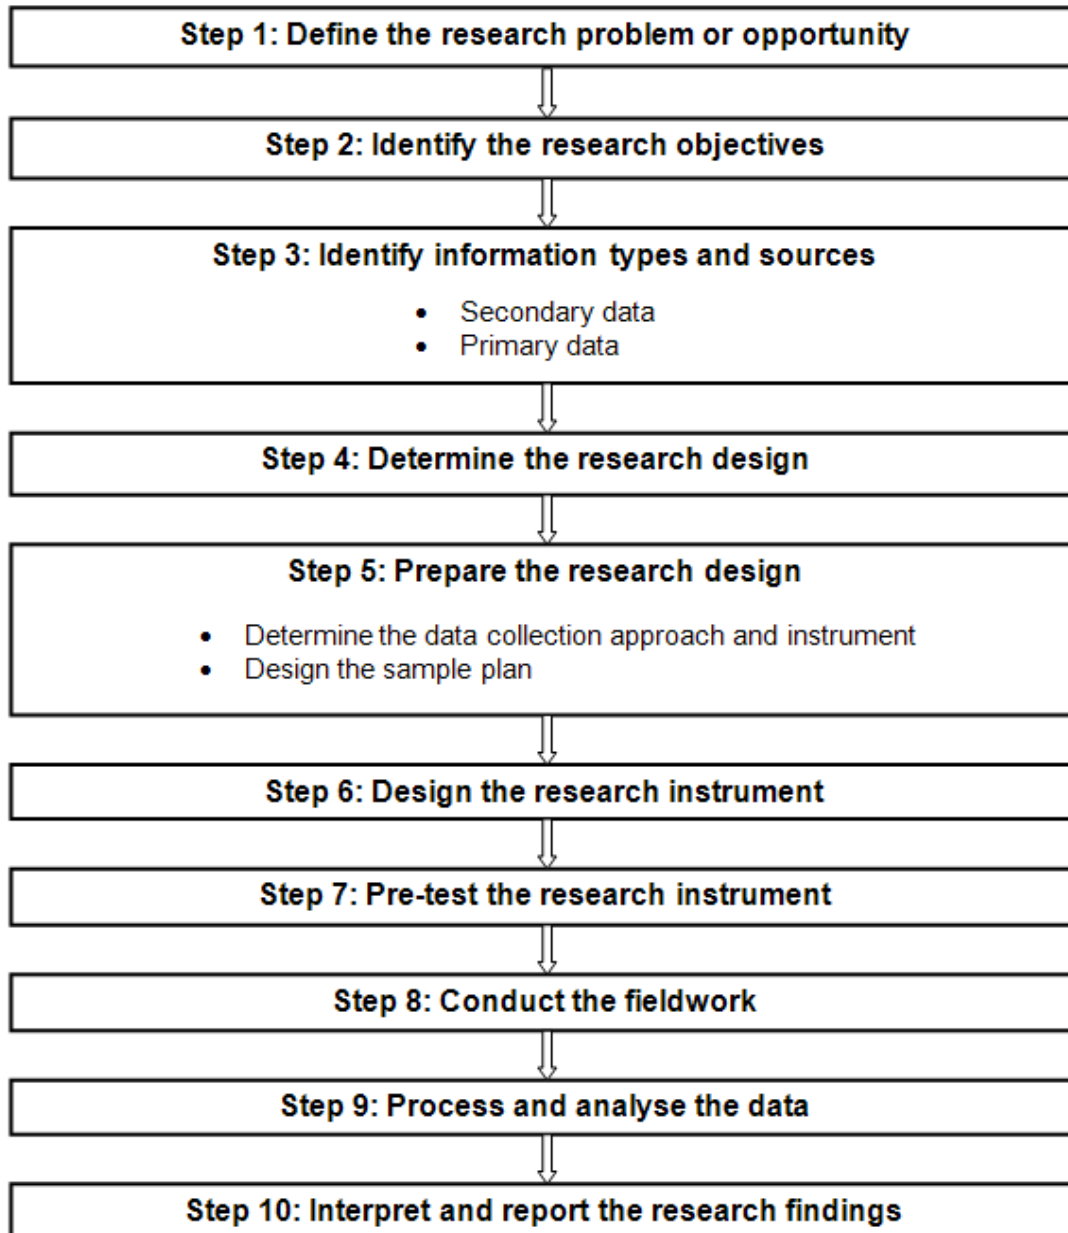 Step 1: Define the research problem or opportunity
Step 2: Identify the research objectives
Step 3: Identify information types and sources
• Secondary data
• Primary data
Step 4: Determine the research design
Step 5: Prepare the research design
• Determine the data collection approach and instrument
• Design the sample plan
Step 6: Design the research instrument
Step 7: Pre-test the research instrument
Step 8: Conduct the fieldwork
Step 9: Process and analyse the data
Step 10: Interpret and report the research findings